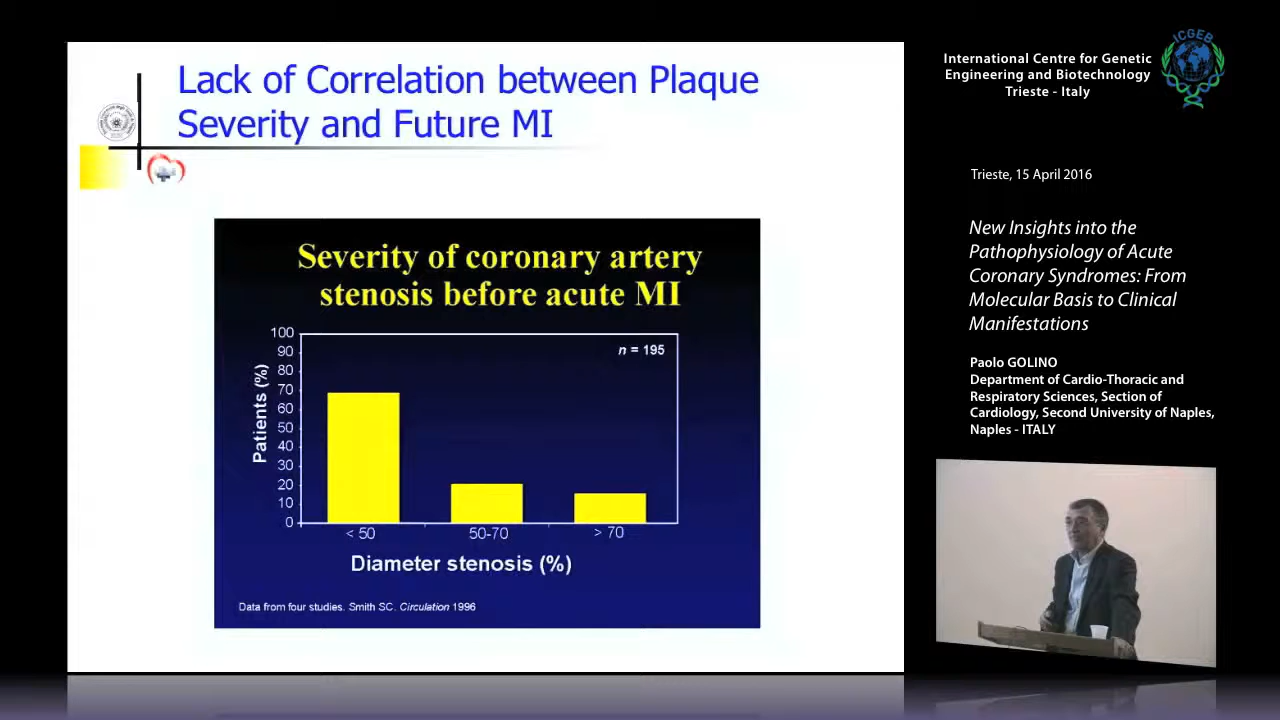 Lack of Correlation between Plaque
Severity and Future MI
Severity of coronary artery
stenosis before acute MI
100
90
80
70
60
50
40
30
20
10
0
Patients (%)
n = 195
< 50
50-70
> 70
Diameter stenosis (%)
Data from four studies. Smith SC. Circulation 1996
International Centre for Genetic
Engineering and Biotechnology
Trieste - Italy
ICGEB
Trieste, 15 April 2016
New Insights into the
Pathophysiology of Acute
Coronary Syndromes: From
Molecular Basis to Clinical
Manifestations
Paolo GOLINO
Department of Cardio-Thoracic and
Respiratory Sciences, Section of
Cardiology, Second University of Naples,
Naples - ITALY